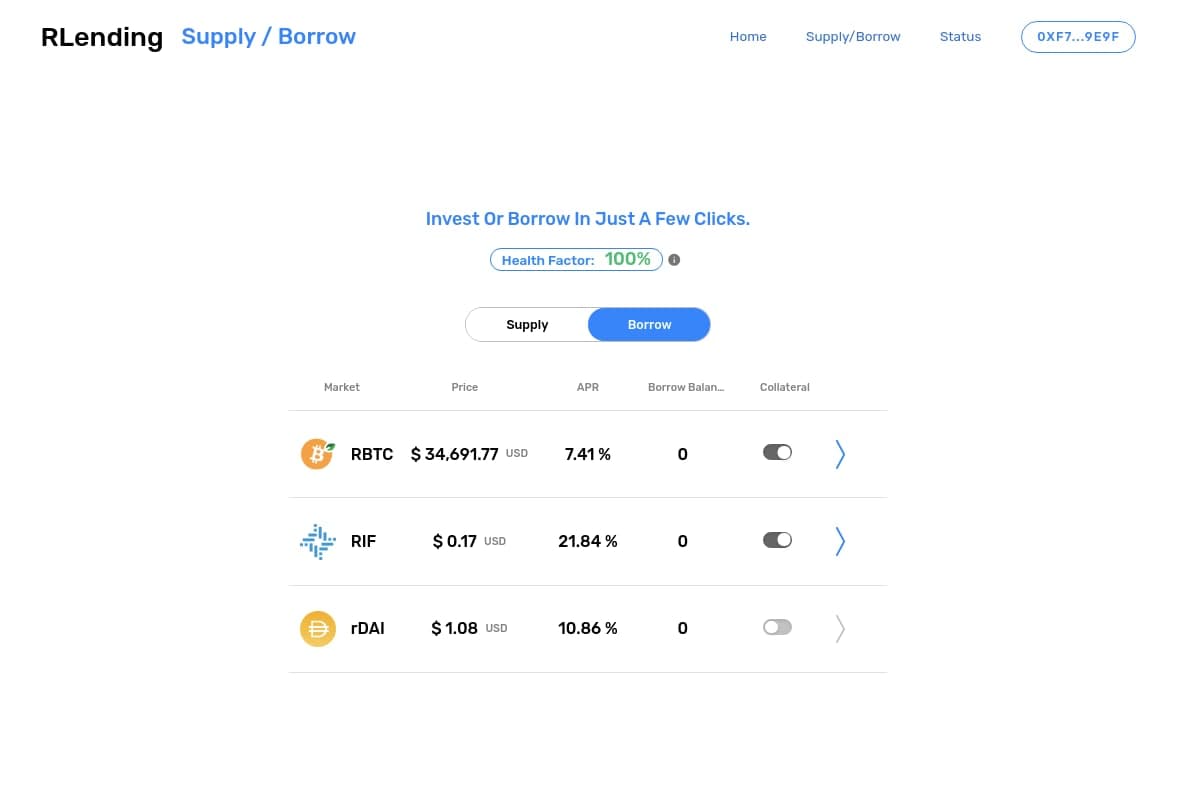 RLending Supply / Borrow Home Supply/Borrow Status 0XF7...9E9F
Invest Or Borrow In Just A Few Clicks.
Health Factor: 100%
Supply Borrow
Market Price APR Borrow Balan... Collateral
RBTC $ 34,691.77 USD 7.41 % 0
RIF $ 0.17 USD 21.84 % 0
rDAI $ 1.08 USD 10.86 % 0